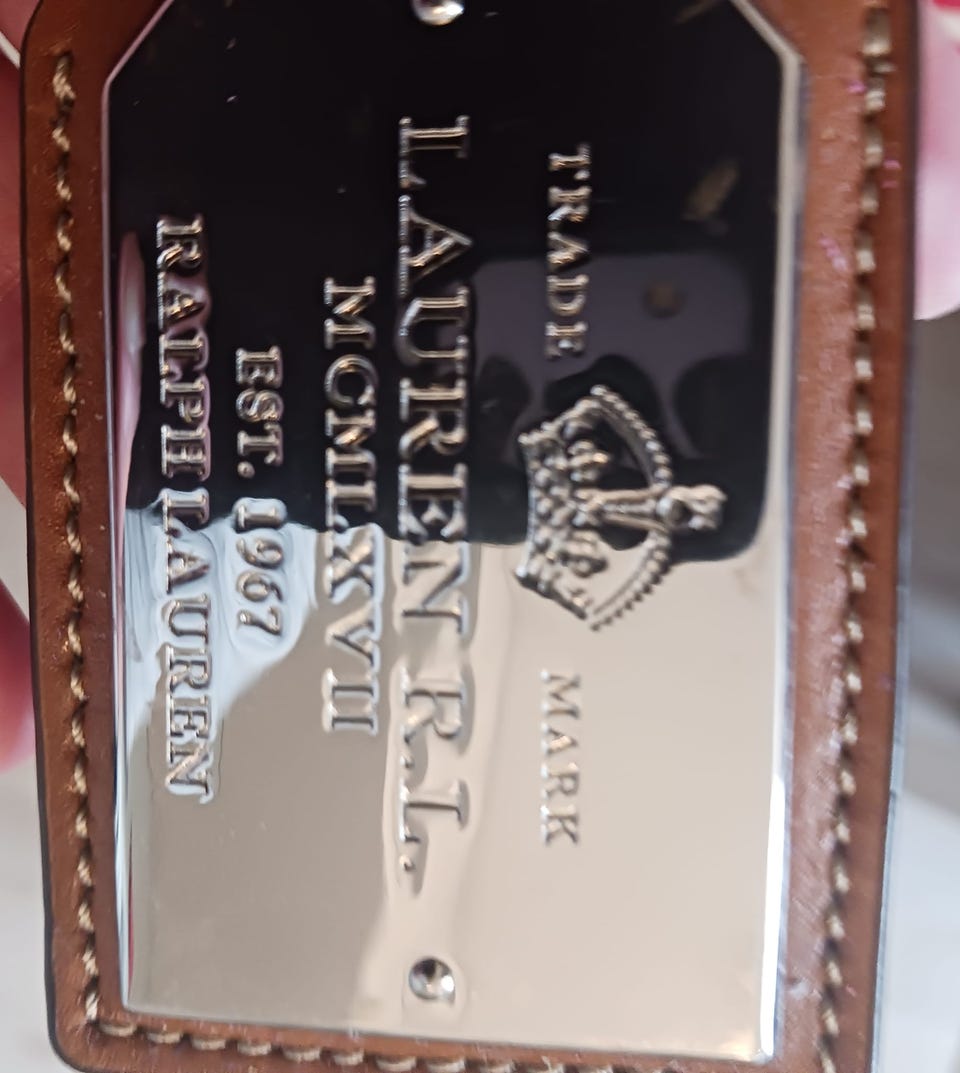 TRADE MARK
LAUREN R.L.
MCMLXVII
EST. 1967
RALPH LAUREN